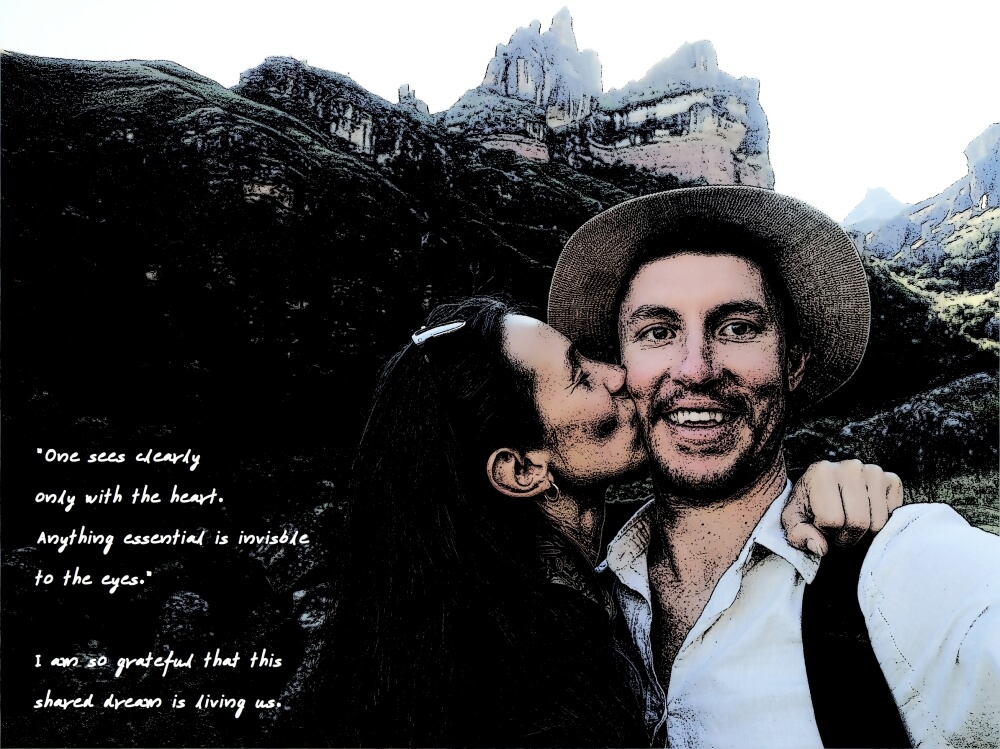 "One sees clearly
only with the heart.
Anything essential is invisble
to the eyes."
I am so grateful that this
shared dream is living us.